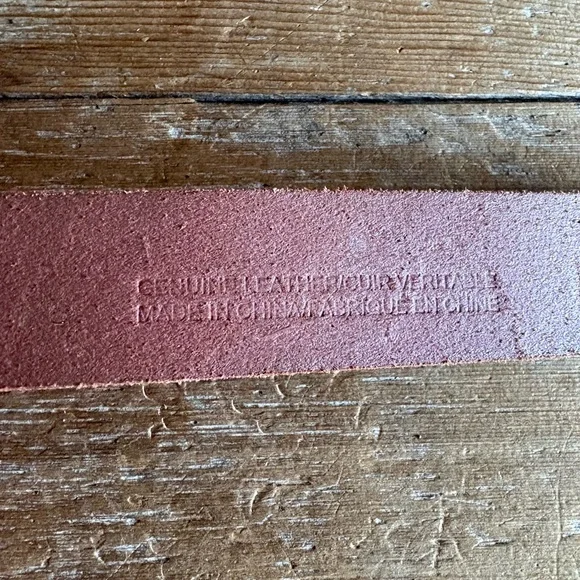 GENUINE LEATHER/CUIR VERITABLE
MADE IN CHINA/FABRIQUE EN CHINE